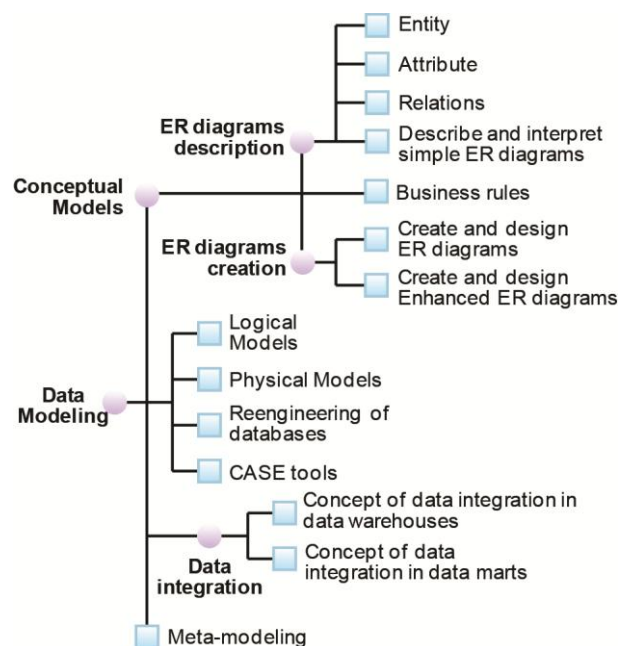 Entity
Attribute
Relations
ER diagrams
description
Describe and interpret
simple ER diagrams
Conceptual
Models
Business rules
ER diagrams
creation
Create and design
ER diagrams
Create and design
Enhanced ER diagrams
Logical
Models
Physical Models
Data
Modeling
Reengineering of
databases
CASE tools
Concept of data integration in
data warehouses
Data
integration
Concept of data
integration in data marts
Meta-modeling